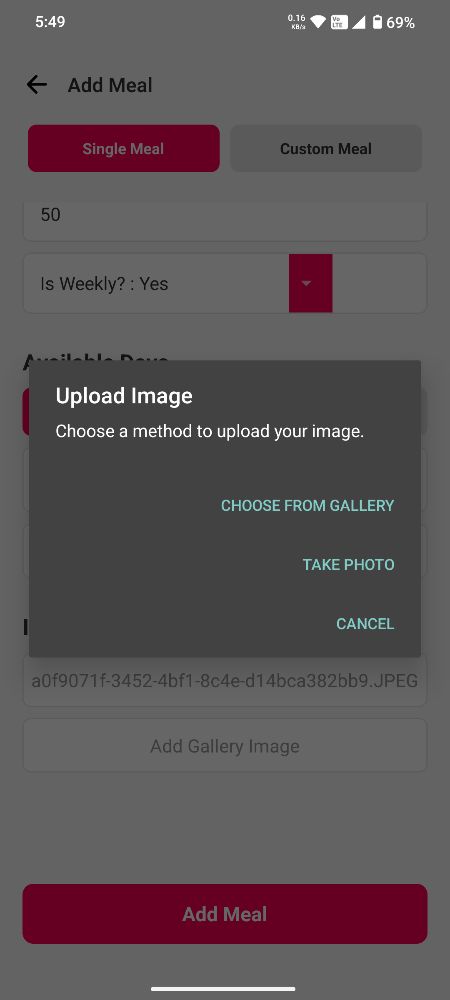 5:49
0.16
KB/s
Vo
LTE
69%
Add Meal
Single Meal
Custom Meal
50
Is Weekly? : Yes
Available Days
Upload Image
Choose a method to upload your image.
CHOOSE FROM GALLERY
TAKE PHOTO
CANCEL
a0f9071f-3452-4bf1-8c4e-d14bca382bb9.JPEG
Add Gallery Image
Add Meal